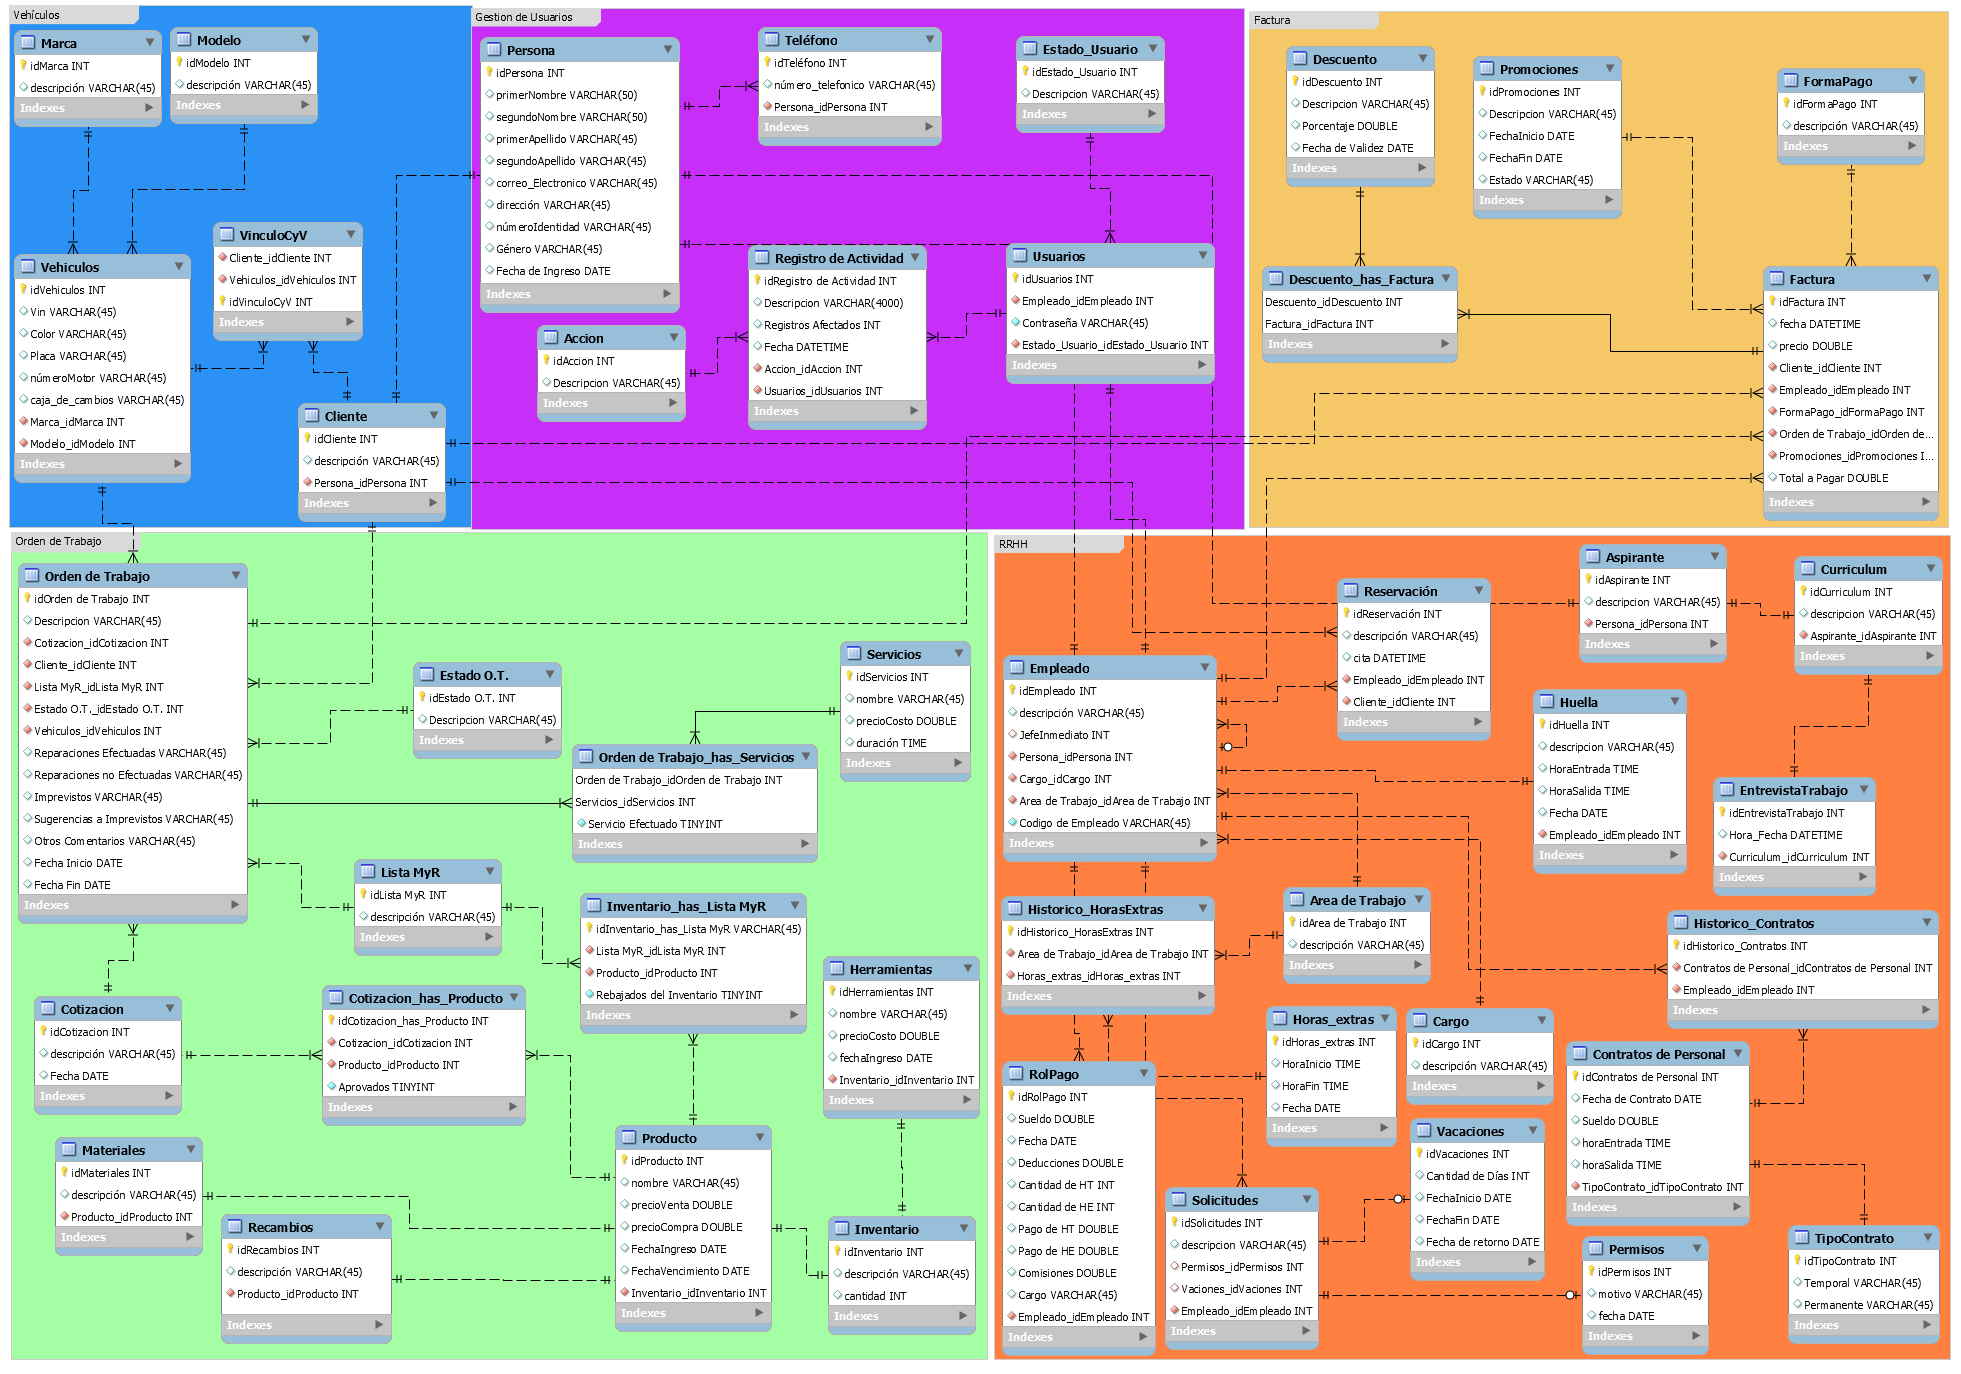 Vehículos
Marca
idMarca INT
descripción VARCHAR(45)
Indexes
Modelo
idModelo INT
descripción VARCHAR(45)
Indexes
VinculoCyV
Cliente_idCliente INT
Vehiculos_idVehiculos INT
idVinculoCyV INT
Indexes
Vehiculos
idVehiculos INT
Vin VARCHAR(45)
Color VARCHAR(45)
Placa VARCHAR(45)
númeroMotor VARCHAR(45)
caja_de_cambios VARCHAR(45)
Marca_idMarca INT
Modelo_idModelo INT
Indexes
Cliente
idCliente INT
descripción VARCHAR(45)
Persona_idPersona INT
Indexes
Gestion de Usuarios
Persona
idPersona INT
primerNombre VARCHAR(50)
segundoNombre VARCHAR(50)
primerApellido VARCHAR(45)
segundoApellido VARCHAR(45)
correo_Electronico VARCHAR(45)
dirección VARCHAR(45)
númeroIdentidad VARCHAR(45)
Género VARCHAR(45)
Fecha de Ingreso DATE
Indexes
Teléfono
idTeléfono INT
número_telefonico VARCHAR(45)
Persona_idPersona INT
Indexes
Estado_Usuario
idEstado_Usuario INT
Descripcion VARCHAR(45)
Indexes
Accion
idAccion INT
Descripcion VARCHAR(45)
Indexes
Registro de Actividad
idRegistro de Actividad INT
Descripcion VARCHAR(4000)
Registros Afectados INT
Fecha DATETIME
Accion_idAccion INT
Usuarios_idUsuarios INT
Indexes
Usuarios
idUsuarios INT
Empleado_idEmpleado INT
Contraseña VARCHAR(45)
Estado_Usuario_idEstado_Usuario INT
Indexes
Factura
Descuento
idDescuento INT
Descripcion VARCHAR(45)
Porcentaje DOUBLE
Fecha de Validez DATE
Indexes
Promociones
idPromociones INT
Descripcion VARCHAR(45)
FechaInicio DATE
FechaFin DATE
Estado VARCHAR(45)
Indexes
FormaPago
idFormaPago INT
descripción VARCHAR(45)
Indexes
Descuento_has_Factura
Descuento_idDescuento INT
Factura_idFactura INT
Indexes
Factura
idFactura INT
fecha DATETIME
precio DOUBLE
Cliente_idCliente INT
Empleado_idEmpleado INT
FormaPago_idFormaPago INT
Orden de Trabajo_idOrden de...
Promociones_idPromociones I...
Total a Pagar DOUBLE
Indexes
Orden de Trabajo
Orden de Trabajo
idOrden de Trabajo INT
Descripcion VARCHAR(45)
Cotizacion_idCotizacion INT
Cliente_idCliente INT
Lista MyR_idLista MyR INT
Estado O.T._idEstado O.T. INT
Vehiculos_idVehiculos INT
Reparaciones Efectuadas VARCHAR(45)
Reparaciones no Efectuadas VARCHAR(45)
Imprevistos VARCHAR(45)
Sugerencias a Imprevistos VARCHAR(45)
Otros Comentarios VARCHAR(45)
Fecha Inicio DATE
Fecha Fin DATE
Indexes
Estado O.T.
idEstado O.T. INT
Descripcion VARCHAR(45)
Indexes
Servicios
idServicios INT
nombre VARCHAR(45)
precioCosto DOUBLE
duración TIME
Indexes
Orden de Trabajo_has_Servicios
Orden de Trabajo_idOrden de Trabajo INT
Servicios_idServicios INT
Servicio Efectuado TINYINT
Indexes
Lista MyR
idLista MyR INT
descripción VARCHAR(45)
Indexes
Inventario_has_Lista MyR
idInventario_has_Lista MyR VARCHAR(45)
Lista MyR_idLista MyR INT
Producto_idProducto INT
Rebajados del Inventario TINYINT
Indexes
Herramientas
idHerramientas INT
nombre VARCHAR(45)
precioCosto DOUBLE
fechaIngreso DATE
Inventario_idInventario INT
Indexes
Cotizacion
idCotizacion INT
descripción VARCHAR(45)
Fecha DATE
Indexes
Cotizacion_has_Producto
idCotizacion_has_Producto INT
Cotizacion_idCotizacion INT
Producto_idProducto INT
Aprovados TINYINT
Indexes
Materiales
idMateriales INT
descripción VARCHAR(45)
Producto_idProducto INT
Indexes
Recambios
idRecambios INT
descripción VARCHAR(45)
Producto_idProducto INT
Indexes
Producto
idProducto INT
nombre VARCHAR(45)
precioVenta DOUBLE
precioCompra DOUBLE
FechaIngreso DATE
FechaVencimiento DATE
Inventario_idInventario INT
Indexes
Inventario
idInventario INT
descripción VARCHAR(45)
cantidad INT
Indexes
RRHH
Aspirante
idAspirante INT
descripcion VARCHAR(45)
Persona_idPersona INT
Indexes
Curriculum
idCurriculum INT
descripcion VARCHAR(45)
Aspirante_idAspirante INT
Indexes
Reservación
idReservación INT
descripción VARCHAR(45)
cita DATETIME
Empleado_idEmpleado INT
Cliente_idCliente INT
Indexes
Empleado
idEmpleado INT
descripción VARCHAR(45)
JefeInmediato INT
Persona_idPersona INT
Cargo_idCargo INT
Area de Trabajo_idArea de Trabajo INT
Codigo de Empleado VARCHAR(45)
Indexes
Huella
idHuella INT
descripcion VARCHAR(45)
HoraEntrada TIME
HoraSalida TIME
Fecha DATE
Empleado_idEmpleado INT
Indexes
EntrevistaTrabajo
idEntrevistaTrabajo INT
Hora_Fecha DATETIME
Curriculum_idCurriculum INT
Indexes
Historico_HorasExtras
idHistorico_HorasExtras INT
Area de Trabajo_idArea de Trabajo INT
Horas_extras_idHoras_extras INT
Indexes
Area de Trabajo
idArea de Trabajo INT
descripción VARCHAR(45)
Indexes
Historico_Contratos
idHistorico_Contratos INT
Contratos de Personal_idContratos de Personal INT
Empleado_idEmpleado INT
Indexes
Horas_extras
idHoras_extras INT
HoraInicio TIME
HoraFin TIME
Fecha DATE
Indexes
Cargo
idCargo INT
descripción VARCHAR(45)
Indexes
Contratos de Personal
idContratos de Personal INT
Fecha de Contrato DATE
Sueldo DOUBLE
horaEntrada TIME
horaSalida TIME
TipoContrato_idTipoContrato INT
Indexes
RolPago
idRolPago INT
Sueldo DOUBLE
Fecha DATE
Deducciones DOUBLE
Cantidad de HT INT
Cantidad de HE INT
Pago de HT DOUBLE
Pago de HE DOUBLE
Comisiones DOUBLE
Cargo VARCHAR(45)
Empleado_idEmpleado INT
Indexes
Vacaciones
idVacaciones INT
Cantidad de Días INT
FechaInicio DATE
FechaFin DATE
Fecha de retorno DATE
Indexes
Solicitudes
idSolicitudes INT
descripcion VARCHAR(45)
Permisos_idPermisos INT
Vaciones_idVaciones INT
Empleado_idEmpleado INT
Indexes
Permisos
idPermisos INT
motivo VARCHAR(45)
fecha DATE
Indexes
TipoContrato
idTipoContrato INT
Temporal VARCHAR(45)
Permanente VARCHAR(45)
Indexes